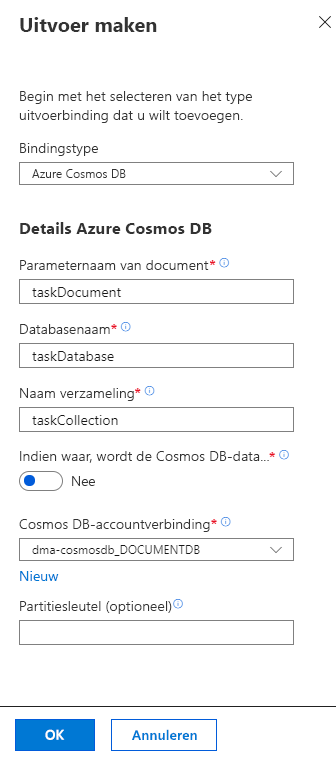 Uitvoer maken
Begin met het selecteren van het type
uitvoerbinding dat u wilt toevoegen.
Bindingstype
Azure Cosmos DB
Details Azure Cosmos DB
Parameternaam van document*
taskDocument
Databasenaam*
taskDatabase
Naam verzameling*
taskCollection
Indien waar, wordt de Cosmos DB-data...*
Nee
Cosmos DB-accountverbinding*
dma-cosmosdb_DOCUMENTDB
Nieuw
Partitiesleutel (optioneel)
OK Annuleren